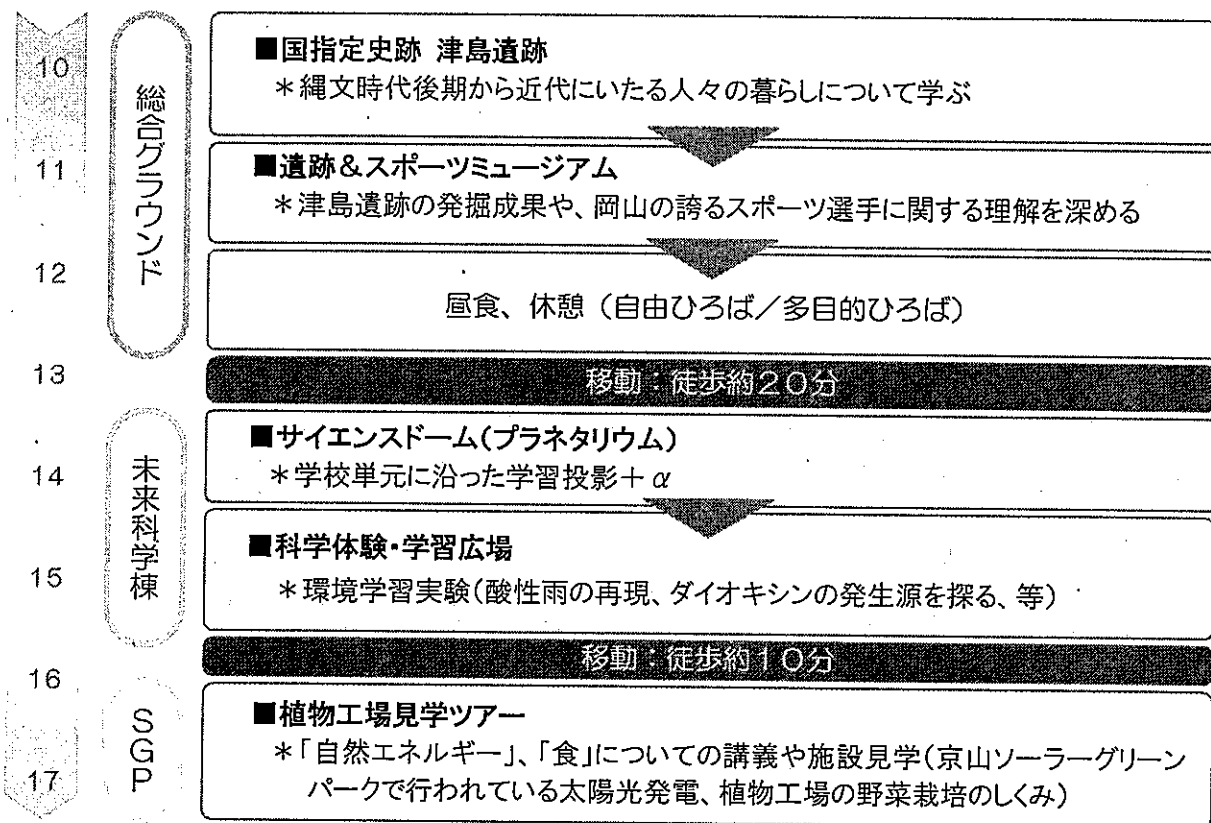 10
11
12
13
14
15
16
17
総合グラウンド
未来科学棟
SGP
■国指定史跡 津島遺跡
＊縄文時代後期から近代にいたる人々の暮らしについて学ぶ
■遺跡＆スポーツミュージアム
＊津島遺跡の発掘成果や、岡山の誇るスポーツ選手に関する理解を深める
昼食、休憩（自由ひろば／多目的ひろば）
移動：徒歩約２０分
■サイエンスドーム（プラネタリウム）
＊学校単元に沿った学習投影＋α
■科学体験・学習広場
＊環境学習実験（酸性雨の再現、ダイオキシンの発生源を探る、等）
移動：徒歩約１０分
■植物工場見学ツアー
＊「自然エネルギー」、「食」についての講義や施設見学（京山ソーラーグリーン
パークで行われている太陽光発電、植物工場の野菜栽培のしくみ）